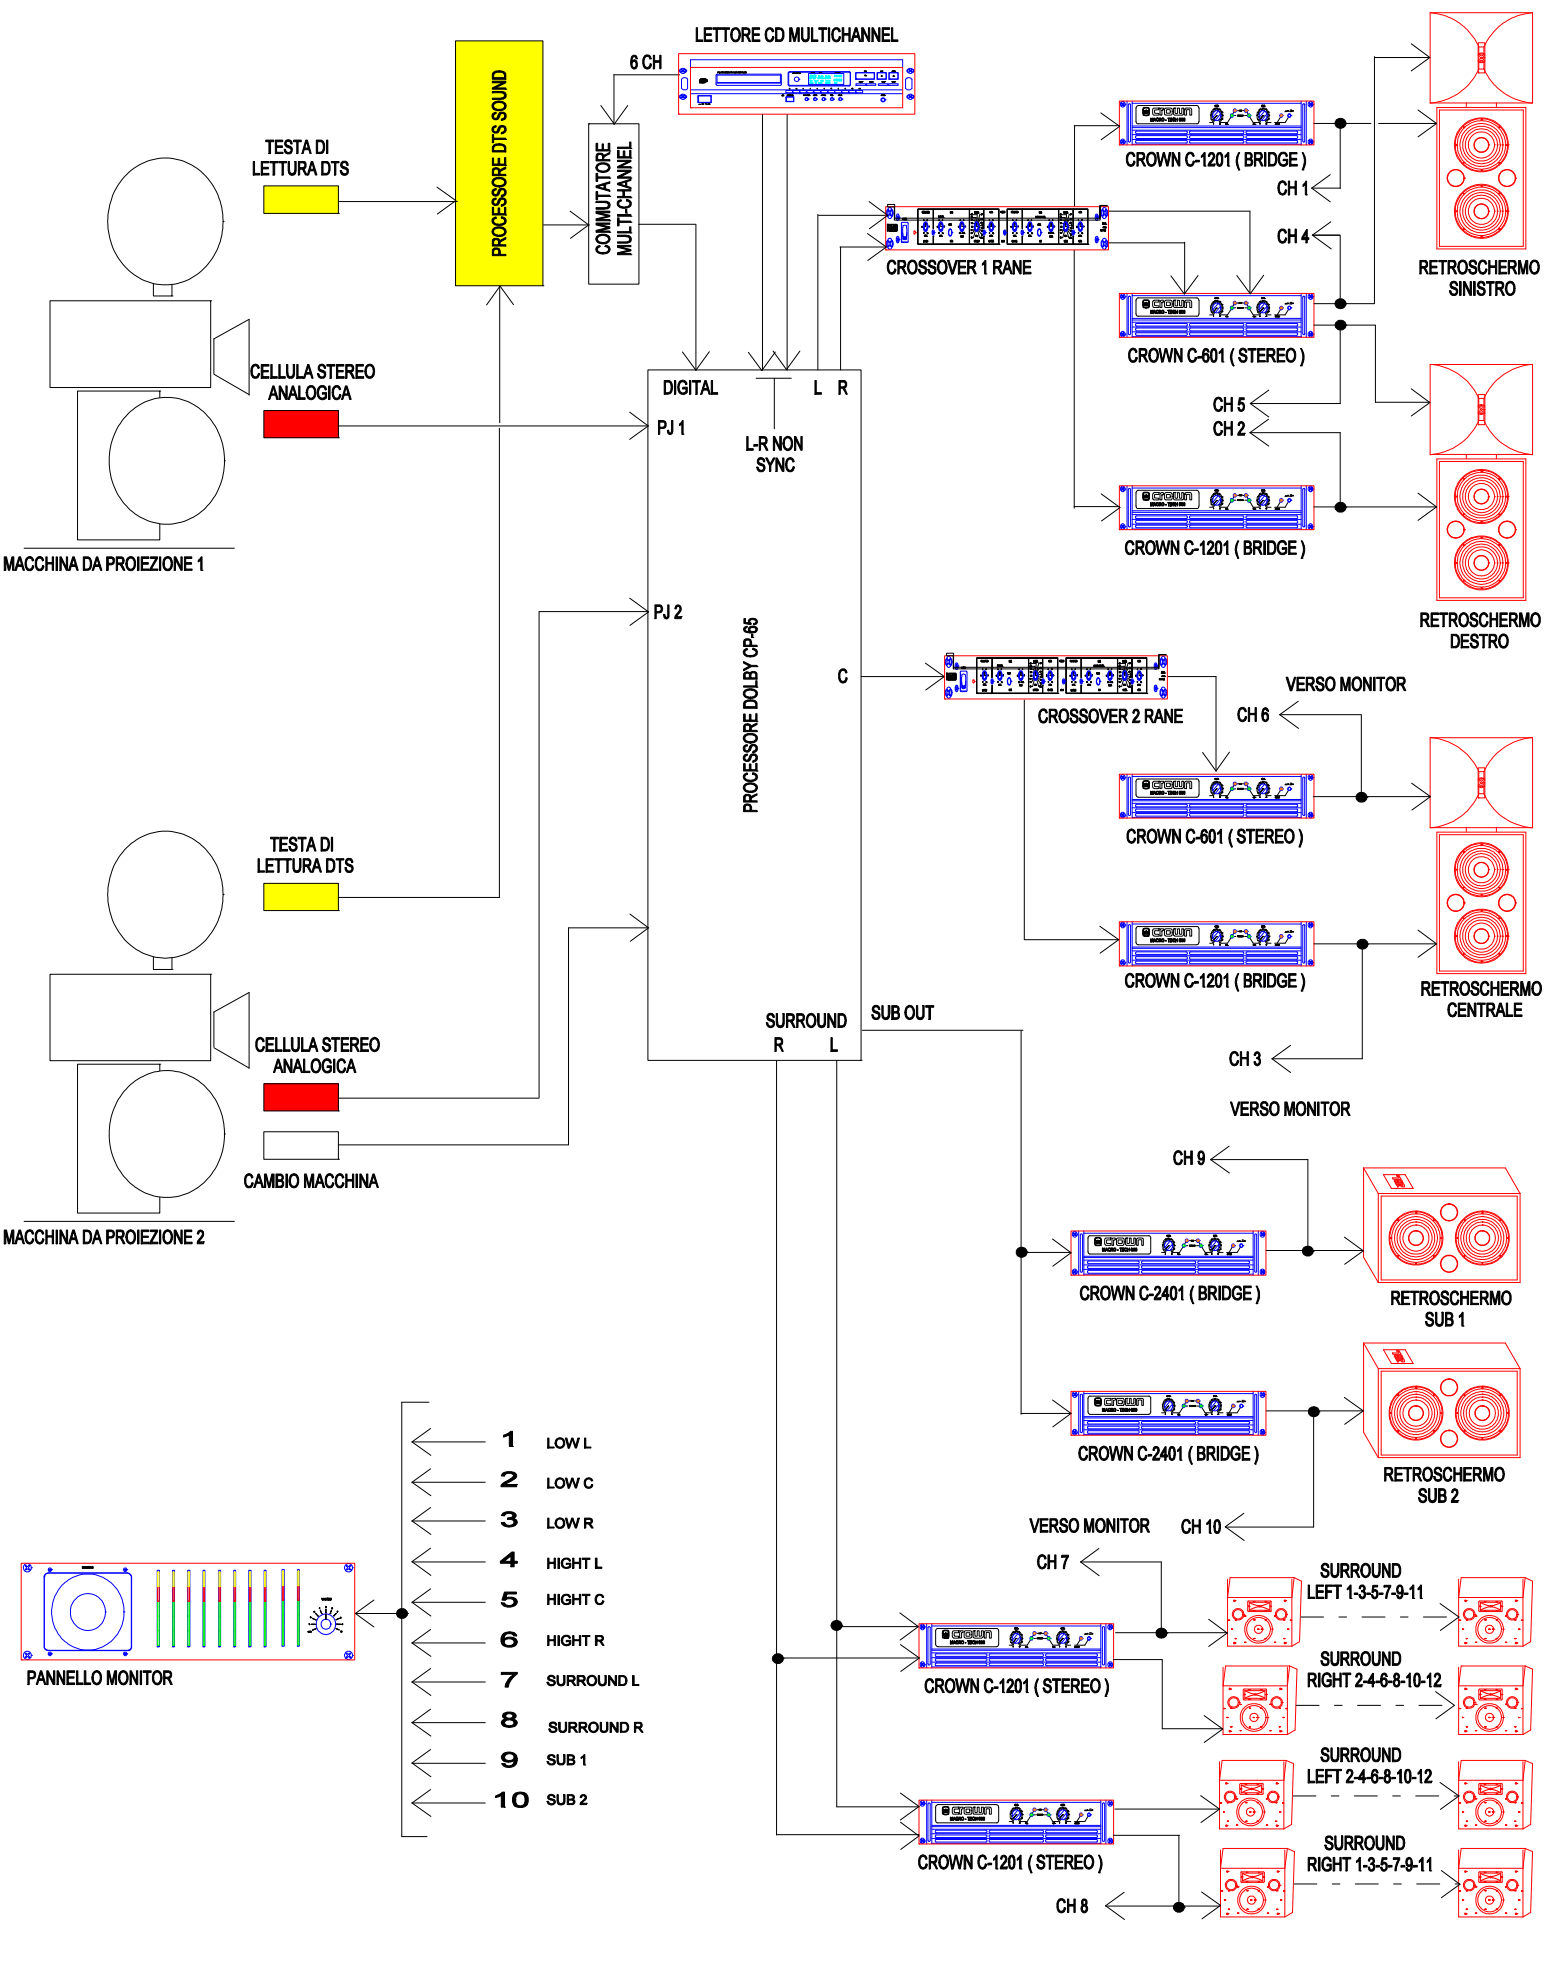 LETTORE CD MULTICHANNEL
6 CH
PROCESSORE DTS SOUND
COMMUTATORE
MULTI-CHANNEL
TESTA DI
LETTURA DTS
CELLULA STEREO
ANALOGICA
MACCHINA DA PROIEZIONE 1
DIGITAL
L
R
PJ 1
L-R NON
SYNC
PJ 2
PROCESSORE DOLBY CP-65
C
SURROUND
R
L
SUB OUT
CROSSOVER 1 RANE
crown
CROWN C-1201 ( BRIDGE )
CH 1
CH 4
RETROSCHERMO
SINISTRO
crown
CROWN C-601 ( STEREO )
CH 5
CH 2
crown
CROWN C-1201 ( BRIDGE )
RETROSCHERMO
DESTRO
CROSSOVER 2 RANE
VERSO MONITOR
CH 6
crown
CROWN C-601 ( STEREO )
crown
CROWN C-1201 ( BRIDGE )
RETROSCHERMO
CENTRALE
CH 3
VERSO MONITOR
TESTA DI
LETTURA DTS
CELLULA STEREO
ANALOGICA
CAMBIO MACCHINA
MACCHINA DA PROIEZIONE 2
CH 9
crown
CROWN C-2401 ( BRIDGE )
RETROSCHERMO
SUB 1
crown
CROWN C-2401 ( BRIDGE )
RETROSCHERMO
SUB 2
VERSO MONITOR
CH 10
CH 7
crown
CROWN C-1201 ( STEREO )
SURROUND
LEFT 1-3-5-7-9-11
SURROUND
RIGHT 2-4-6-8-10-12
crown
CROWN C-1201 ( STEREO )
CH 8
SURROUND
LEFT 2-4-6-8-10-12
SURROUND
RIGHT 1-3-5-7-9-11
PANNELLO MONITOR
1 LOW L
2 LOW C
3 LOW R
4 HIGHT L
5 HIGHT C
6 HIGHT R
7 SURROUND L
8 SURROUND R
9 SUB 1
10 SUB 2